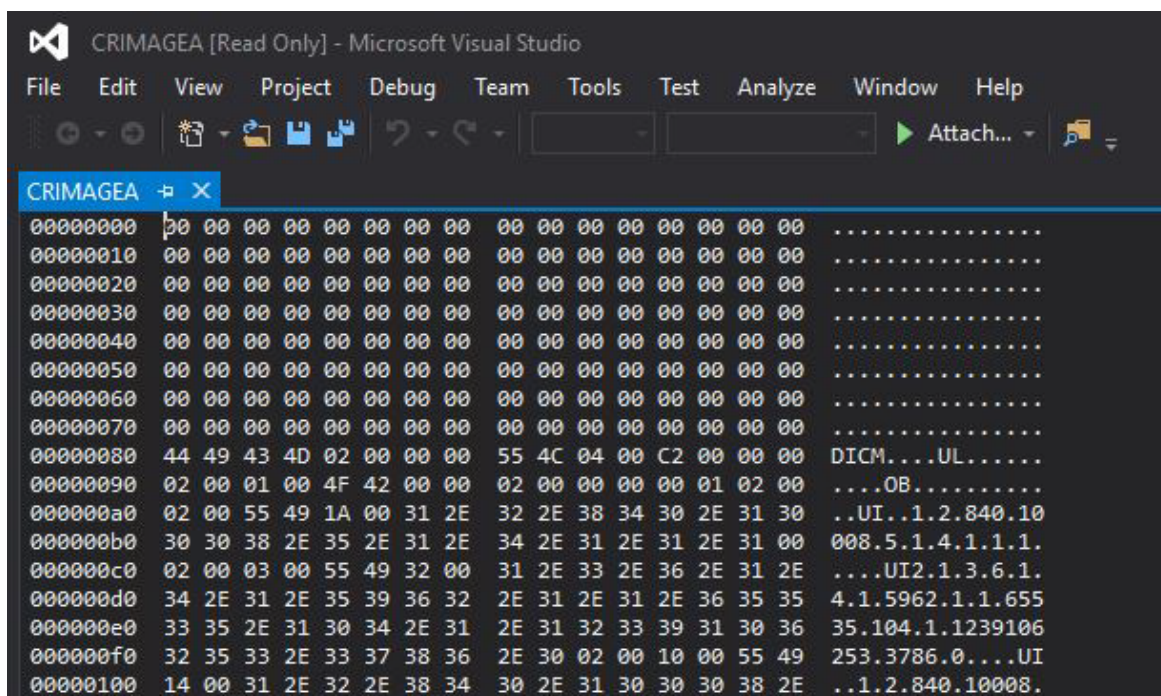 CRIMAGEA [Read Only] - Microsoft Visual Studio
File Edit View Project Debug Team Tools Test Analyze Window Help
Attach...
CRIMAGEA
00000000 00 00 00 00 00 00 00 00 00 00 00 00 00 00 00 00 ................
00000010 00 00 00 00 00 00 00 00 00 00 00 00 00 00 00 00 ................
00000020 00 00 00 00 00 00 00 00 00 00 00 00 00 00 00 00 ................
00000030 00 00 00 00 00 00 00 00 00 00 00 00 00 00 00 00 ................
00000040 00 00 00 00 00 00 00 00 00 00 00 00 00 00 00 00 ................
00000050 00 00 00 00 00 00 00 00 00 00 00 00 00 00 00 00 ................
00000060 00 00 00 00 00 00 00 00 00 00 00 00 00 00 00 00 ................
00000070 00 00 00 00 00 00 00 00 00 00 00 00 00 00 00 00 ................
00000080 44 49 43 4D 02 00 00 00 55 4C 04 00 C2 00 00 00 DICM....UL......
00000090 02 00 01 00 4F 42 00 00 02 00 00 00 00 01 02 00 ....OB..........
000000a0 02 00 55 49 1A 00 31 2E 32 2E 38 34 30 2E 31 30 ..UI..1.2.840.10
000000b0 30 30 38 2E 35 2E 31 2E 34 2E 31 2E 31 2E 31 00 008.5.1.4.1.1.1.
000000c0 02 00 03 00 55 49 32 00 31 2E 33 2E 36 2E 31 2E ....UI2.1.3.6.1.
000000d0 34 2E 31 2E 35 39 36 32 2E 31 2E 31 2E 36 35 35 4.1.5962.1.1.655
000000e0 33 35 2E 31 30 34 2E 31 2E 31 32 33 39 31 30 36 35.104.1.1239106
000000f0 32 35 33 2E 33 37 38 36 2E 30 02 00 10 00 55 49 253.3786.0....UI
00000100 14 00 31 2E 32 2E 38 34 30 2E 31 30 30 30 38 2E ..1.2.840.10008.